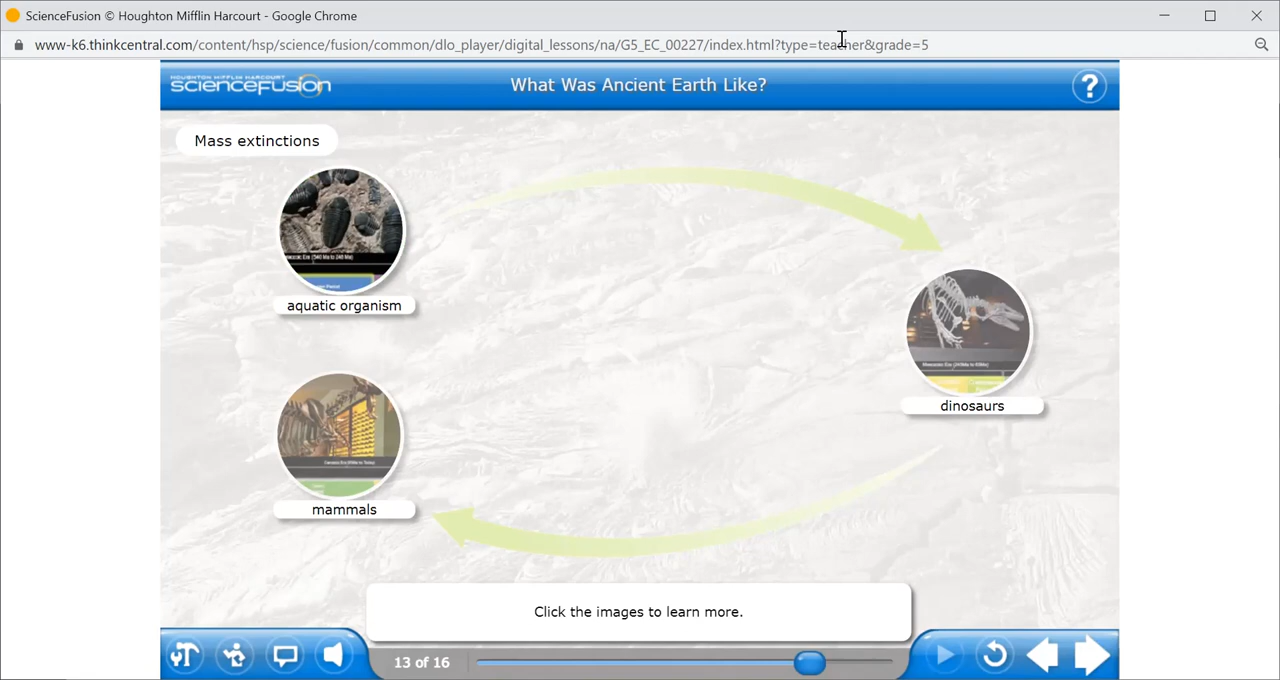 ScienceFusion © Houghton Mifflin Harcourt - Google Chrome
www-k6.thinkcentral.com/content/hsp/science/fusion/common/dlo_player/digital_lessons/na/G5_EC_00227/index.html?type=teacher&grade=5
HOUGHTON MIFFLIN HARCOURT
scienceFusion
What Was Ancient Earth Like?
?
Mass extinctions
aquatic organism
dinosaurs
mammals
Click the images to learn more.
13 of 16